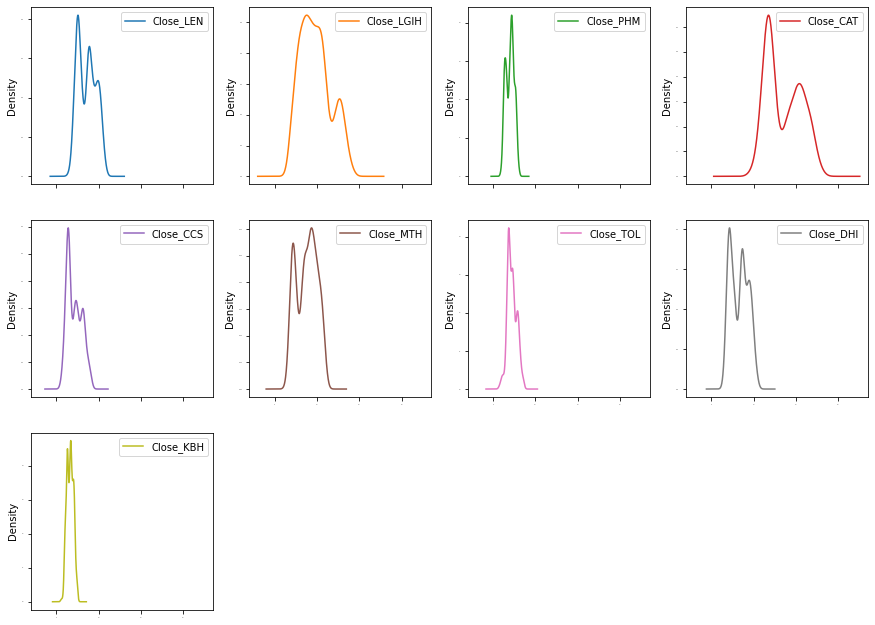 Close_LEN
Close_LGIH
Close_PHM
Close_CAT
Density
Density
Density
Density
Close_CCS
Close_MTH
Close_TOL
Close_DHI
Density
Density
Density
Density
Close_KBH
Density